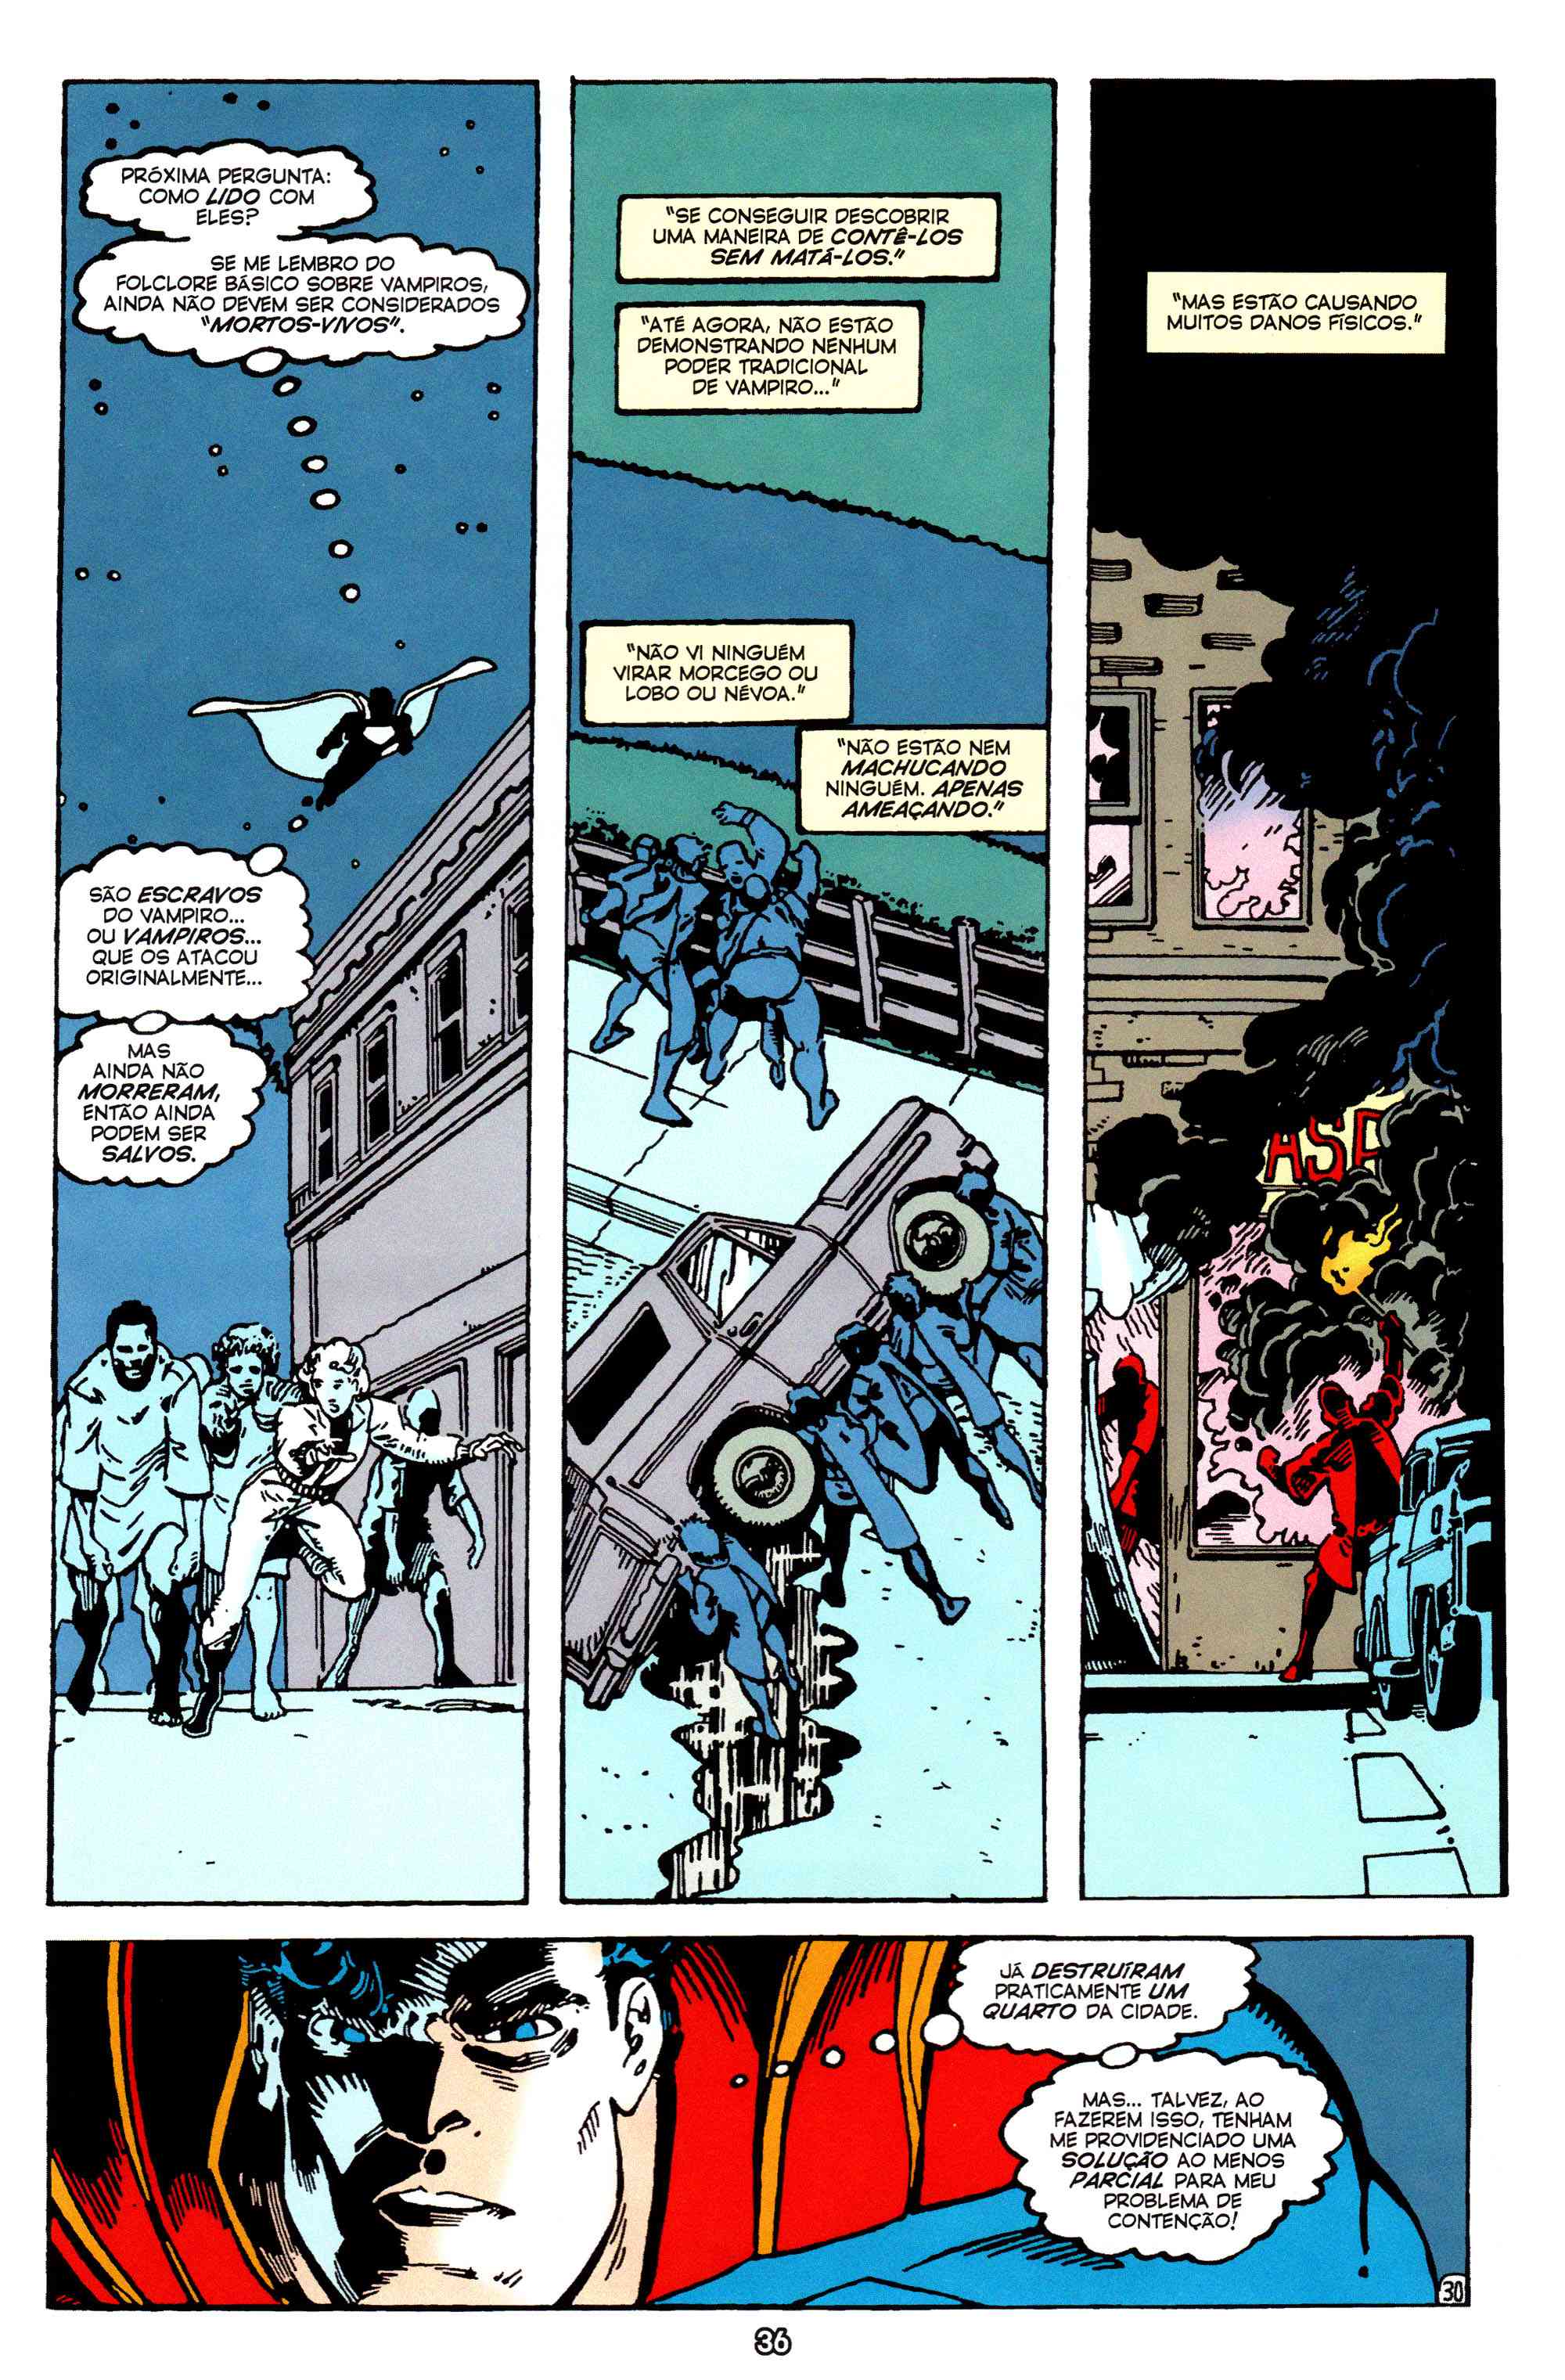 PRÓXIMA PERGUNTA:
COMO LIDO COM
ELES?
SE ME LEMBRO DO
FOLCLORE BÁSICO SOBRE VAMPIROS,
AINDA NÃO DEVEM SER CONSIDERADOS
"MORTOS-VIVOS".
SÃO ESCRAVOS
DO VAMPIRO...
OU VAMPIROS...
QUE OS ATACOU
ORIGINALMENTE...
MAS
AINDA NÃO
MORRERAM,
ENTÃO AINDA
PODEM SER
SALVOS.
"SE CONSEGUIR DESCOBRIR
UMA MANEIRA DE CONTÊ-LOS
SEM MATÁ-LOS."
"ATÉ AGORA, NÃO ESTÃO
DEMONSTRANDO NENHUM
PODER TRADICIONAL
DE VAMPIRO..."
"NÃO VI NINGUÉM
VIRAR MORCEGO OU
LOBO OU NÉVOA."
"NÃO ESTÃO NEM
MACHUCANDO
NINGUÉM. APENAS
AMEAÇANDO."
"MAS ESTÃO CAUSANDO
MUITOS DANOS FÍSICOS."
JÁ DESTRUÍRAM
PRATICAMENTE UM
QUARTO DA CIDADE.
MAS... TALVEZ, AO
FAZEREM ISSO, TENHAM
ME PROVIDENCIADO UMA
SOLUÇÃO AO MENOS
PARCIAL PARA MEU
PROBLEMA DE
CONTENÇÃO!
30
36